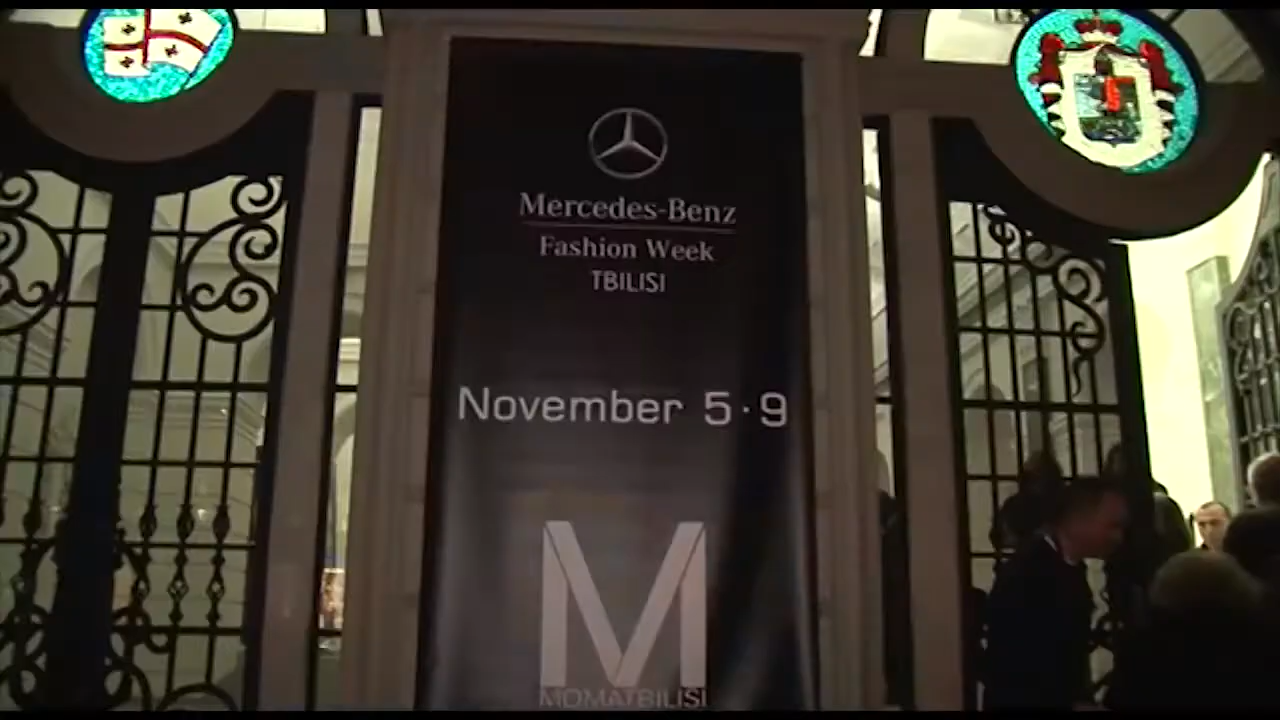 Mercedes-Benz
Fashion Week
TBILISI
November 5·9
M
MOMATBILISI